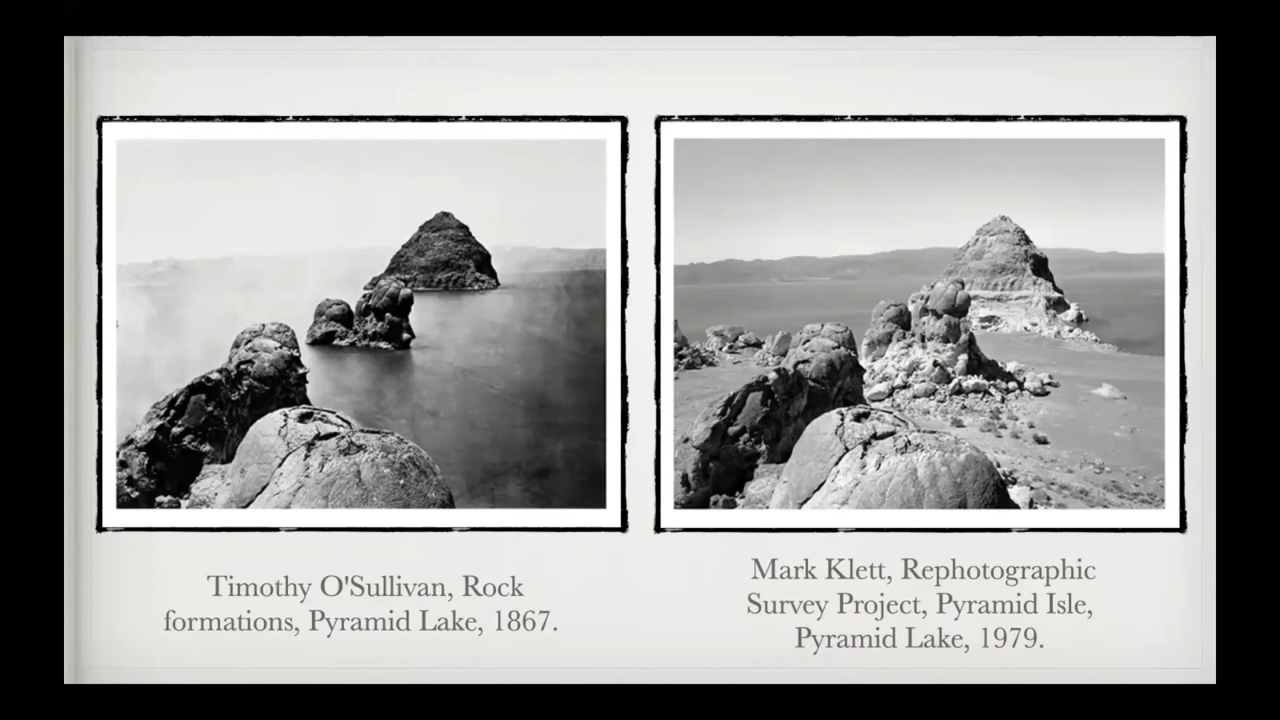 Timothy O'Sullivan, Rock
formations, Pyramid Lake, 1867.
Mark Klett, Rephotographic
Survey Project, Pyramid Isle,
Pyramid Lake, 1979.